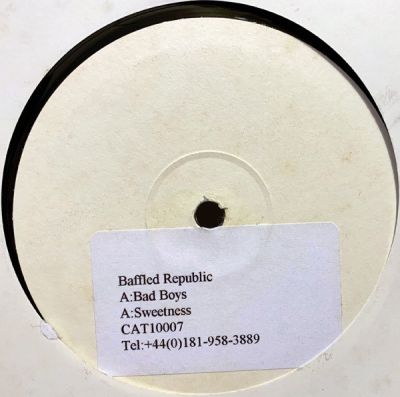 Baffled Republic
A:Bad Boys
A:Sweetness
CAT10007
Tel:+44(0)181-958-3889